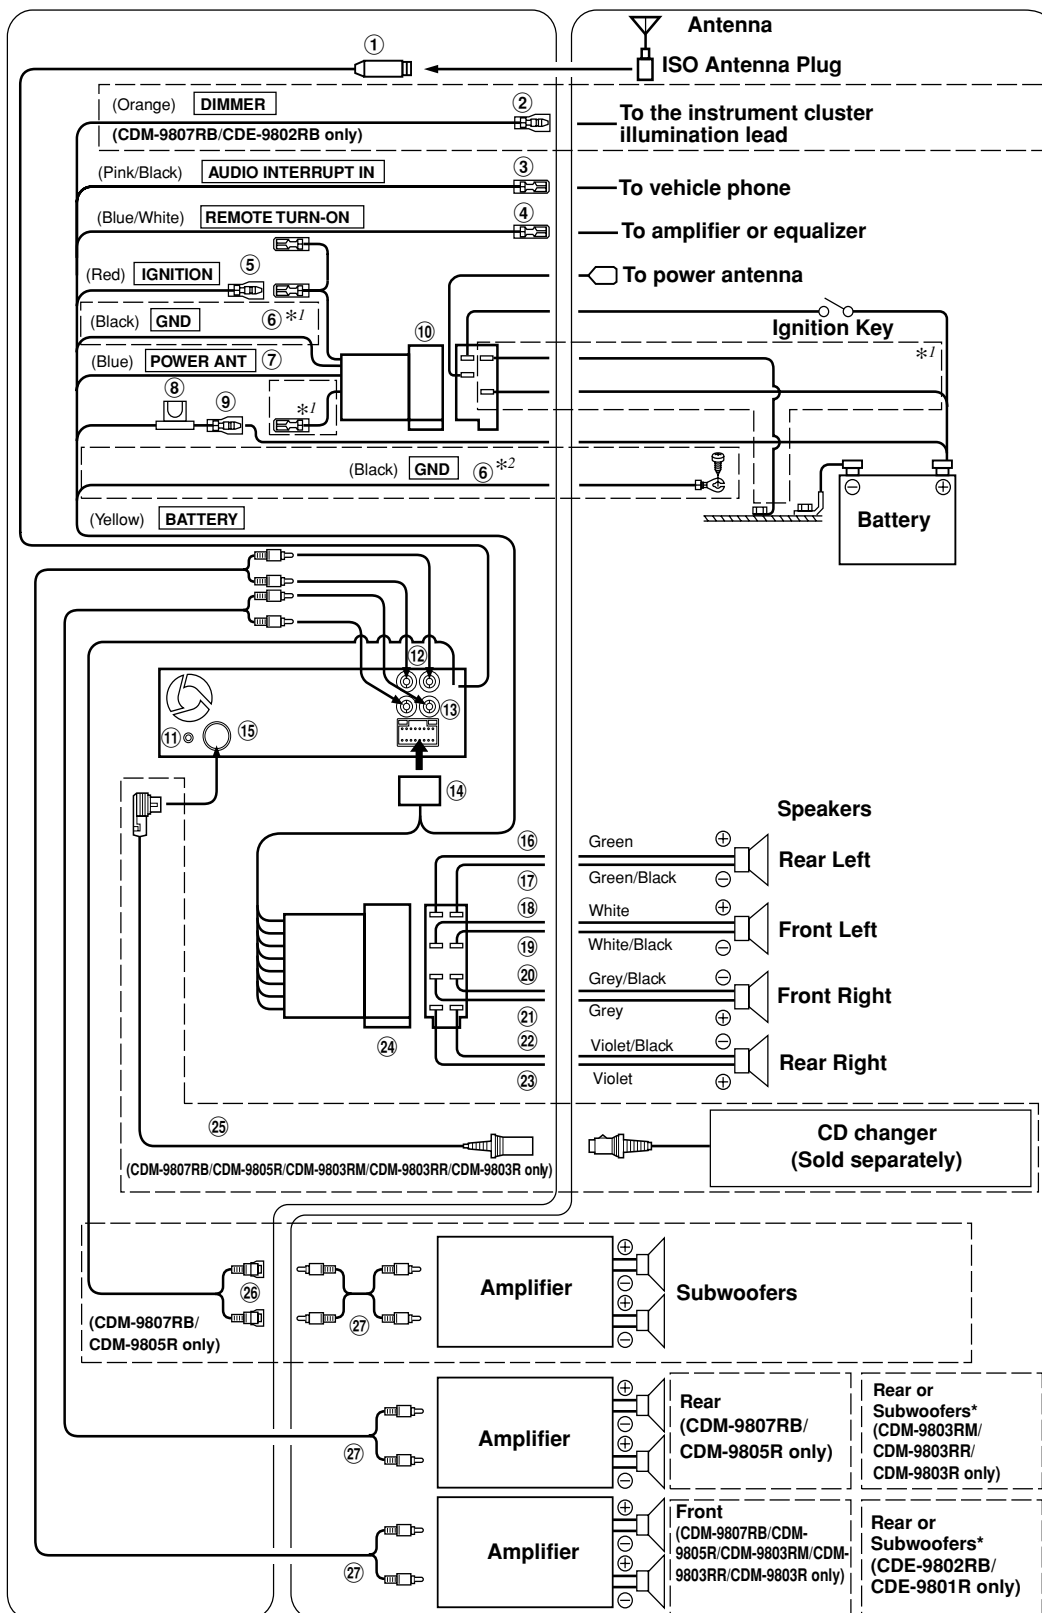 Antenna
①
ISO Antenna Plug
(Orange) DIMMER ②
(CDM-9807RB/CDE-9802RB only)
To the instrument cluster
illumination lead
(Pink/Black) AUDIO INTERRUPT IN ③
To vehicle phone
(Blue/White) REMOTE TURN-ON ④
To amplifier or equalizer
(Red) IGNITION ⑤
To power antenna
Ignition Key
(Black) GND ⑥ *1
⑩
*1
(Blue) POWER ANT ⑦
⑧
⑨
*1
(Black) GND ⑥ *2
⊖ ⊕
Battery
(Yellow) BATTERY
⑫
⑬
⑪
⑮
⑭
Speakers
⑯ Green ⊕
Rear Left
⑰ Green/Black ⊖
⑱ White ⊕
Front Left
⑲ White/Black ⊖
⑳ Grey/Black ⊖
Front Right
㉑ Grey ⊕
㉒ Violet/Black ⊖
Rear Right
㉓ Violet ⊕
㉔
㉕
(CDM-9807RB/CDM-9805R/CDM-9803RM/CDM-9803RR/CDM-9803R only)
CD changer
(Sold separately)
㉖
(CDM-9807RB/
CDM-9805R only)
㉗
Amplifier
⊕
⊖
⊕
⊖
Subwoofers
㉗
Amplifier
⊕
⊖
⊕
⊖
Rear
(CDM-9807RB/
CDM-9805R only)
Rear or
Subwoofers*
(CDM-9803RM/
CDM-9803RR/
CDM-9803R only)
㉗
Amplifier
⊕
⊖
⊕
⊖
Front
(CDM-9807RB/CDM-
9805R/CDM-9803RM/CDM-
9803RR/CDM-9803R only)
Rear or
Subwoofers*
(CDE-9802RB/
CDE-9801R only)